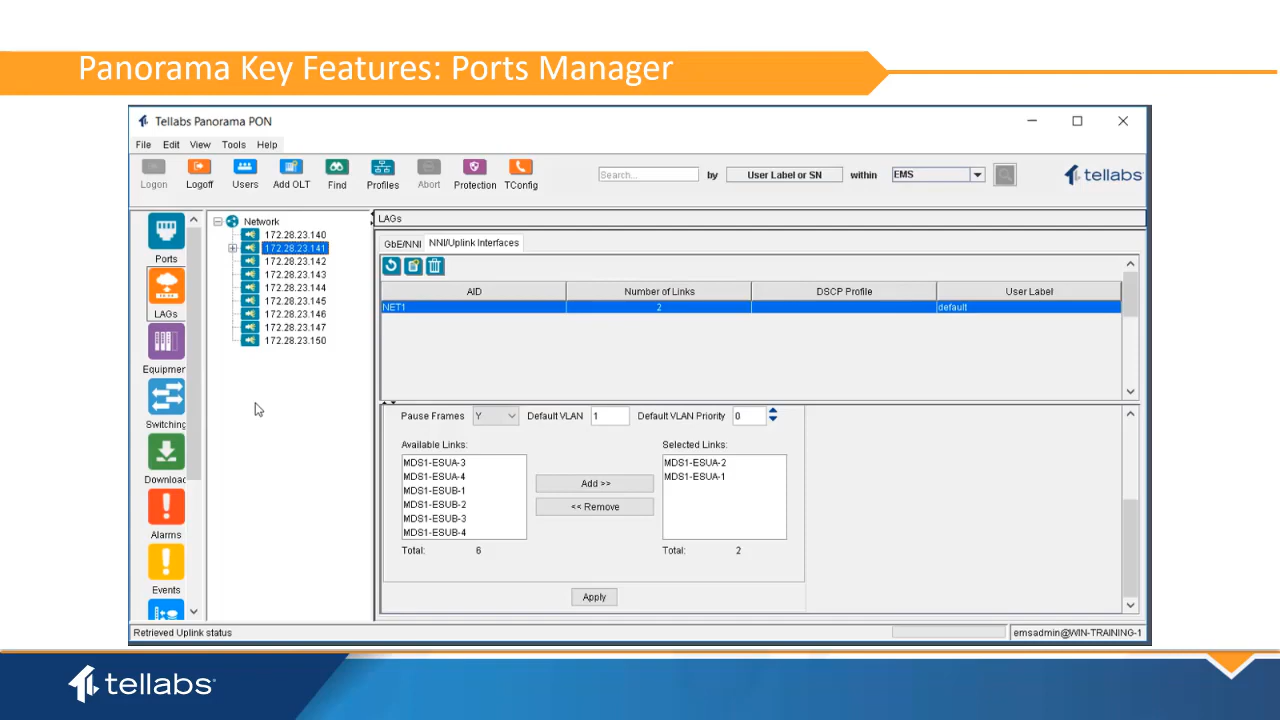 Panorama Key Features: Ports Manager
Tellabs Panorama PON
File Edit View Tools Help
Logon Logoff Users Add OLT Find Profiles Abort Protection TConfig
Search... by User Label or SN within EMS
tellabs
Ports
LAGs
Equipmen
Switching
Download
Alarms
Events
Network
172.28.23.140
172.28.23.141
172.28.23.142
172.28.23.143
172.28.23.144
172.28.23.145
172.28.23.146
172.28.23.147
172.28.23.150
LAGs
GbE/NNI NNI/Uplink Interfaces
AID Number of Links DSCP Profile User Label
NET1 2 default
Pause Frames Y Default VLAN 1 Default VLAN Priority 0
Available Links:
MDS1-ESUA-3
MDS1-ESUA-4
MDS1-ESUB-1
MDS1-ESUB-2
MDS1-ESUB-3
MDS1-ESUB-4
Total: 6
Add >>
<< Remove
Selected Links:
MDS1-ESUA-2
MDS1-ESUA-1
Total: 2
Apply
Retrieved Uplink status
emsadmin@WIN-TRAINING-1
tellabs